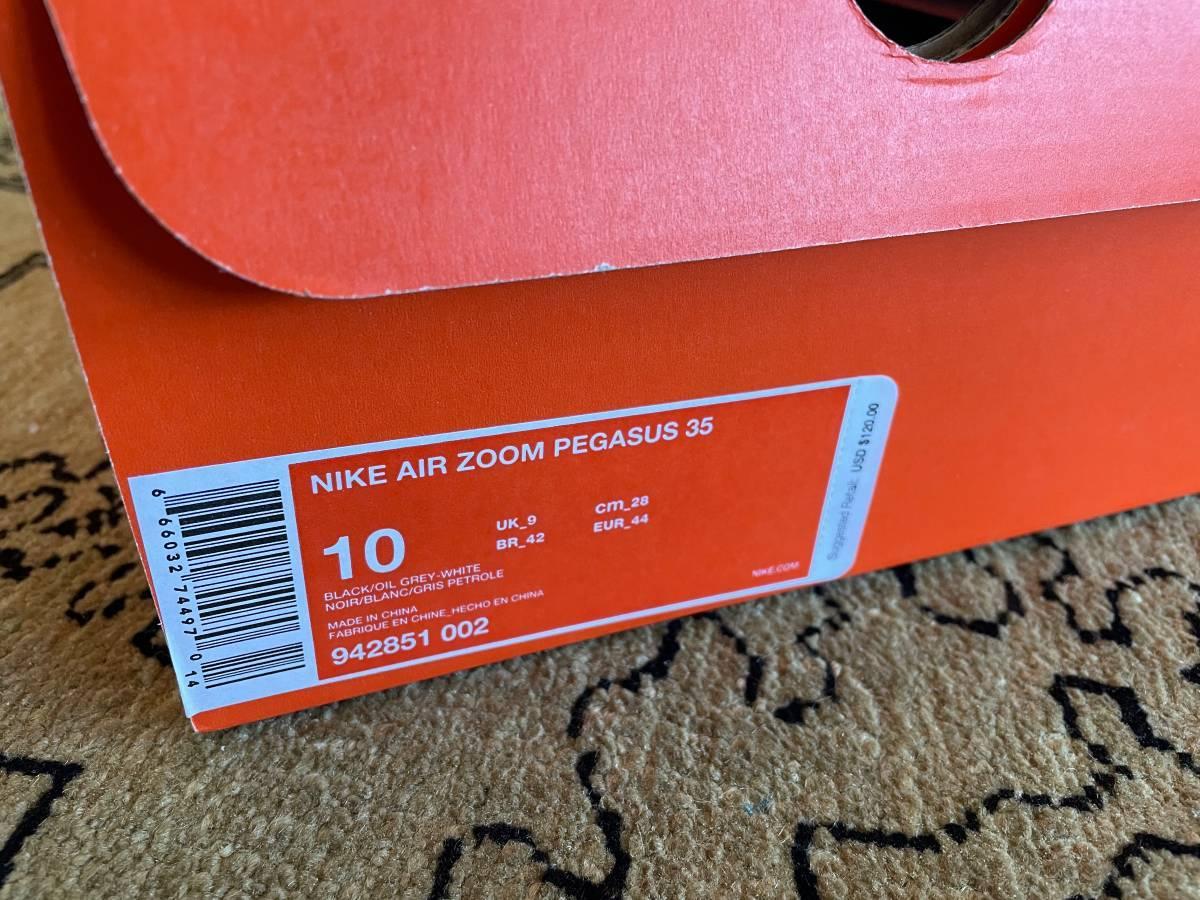 NIKE AIR ZOOM PEGASUS 35
10
UK_9 cm_28
BR_42 EUR_44
BLACK/OIL GREY-WHITE
NOIR/BLANC/GRIS PETROLE
MADE IN CHINA
FABRIQUE EN CHINE_HECHO EN CHINA
942851 002
NIKE.COM
Suggested Retail: USD $120.00
6 66032 74497 0 14